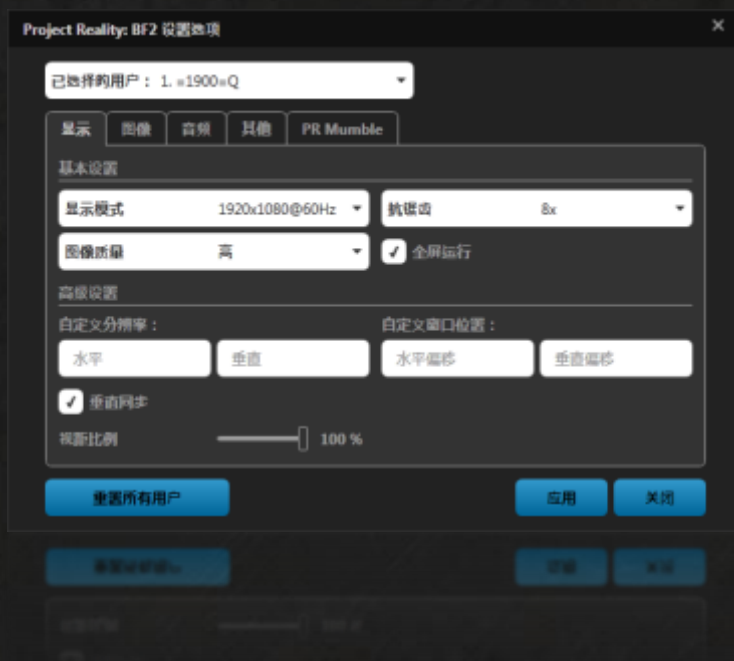 Project Reality: BF2 设置选项
已选择的用户： 1. =1900=Q
显示 图像 音频 其他 PR Mumble
基本设置
显示模式 1920x1080@60Hz 抗锯齿 8x
图像质量 高 全屏运行
高级设置
自定义分辨率： 自定义窗口位置：
水平 垂直 水平偏移 垂直偏移
垂直同步
视距比例 100 %
重置所有用户 应用 关闭